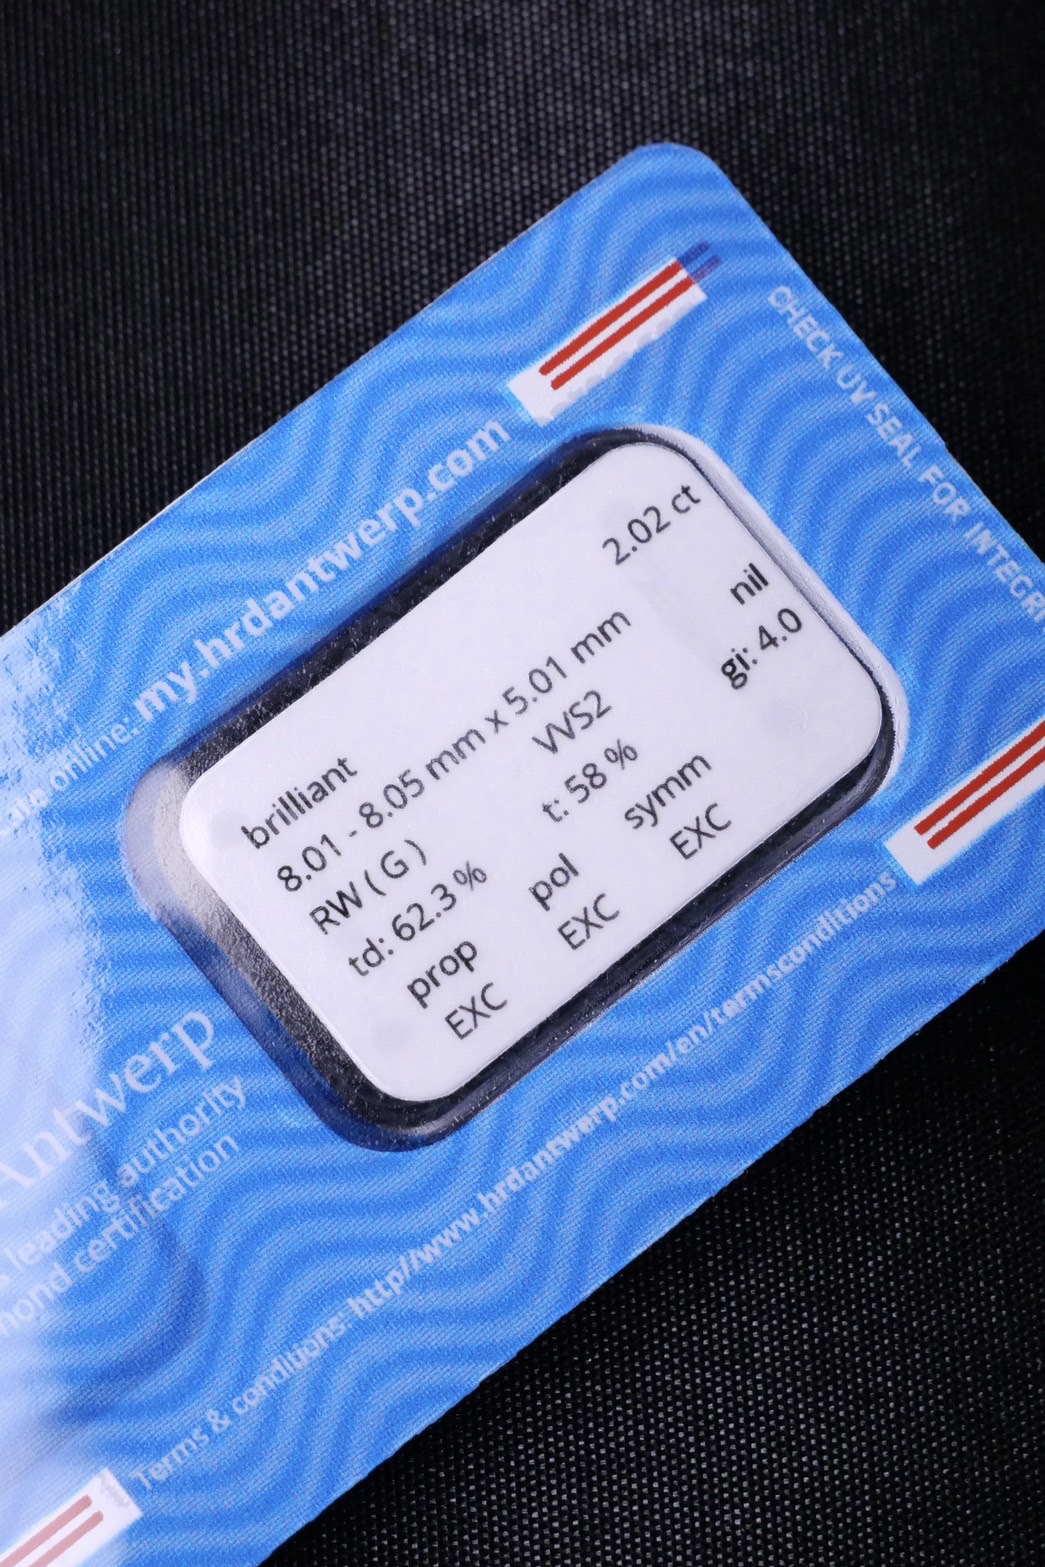 CHECK UV SEAL FOR
online: my.hrdantwerp.com
brilliant 2.02 ct
8.01 - 8.05 mm x 5.01 mm
RW ( G ) VVS2 nil
td: 62.3 % t: 58 % gi: 4.0
prop pol symm
EXC EXC EXC
Antwerp
leading authority
certification
Terms & conditions: http//www.hrdantwerp.com/en/termsconditions